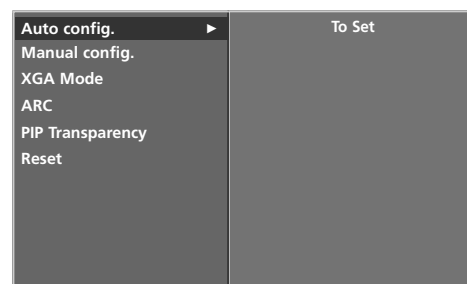 Auto config. ► To Set
Manual config.
XGA Mode
ARC
PIP Transparency
Reset